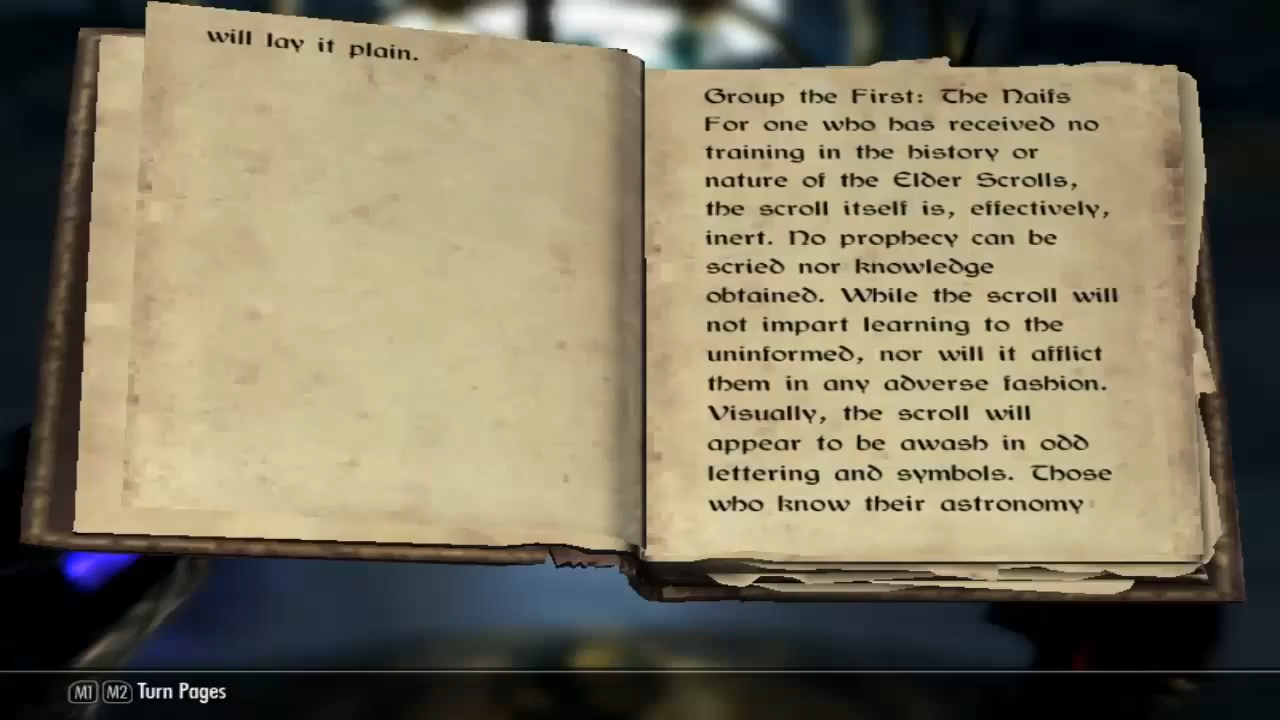 will lay it plain.
Group the First: The Naifs
For one who has received no
training in the history or
nature of the Elder Scrolls,
the scroll itself is, effectively,
inert. No prophecy can be
scried nor knowledge
obtained. While the scroll will
not impart learning to the
uninformed, nor will it afflict
them in any adverse fashion.
Visually, the scroll will
appear to be awash in odd
lettering and symbols. Those
who know their astronomy
M1 M2 Turn Pages